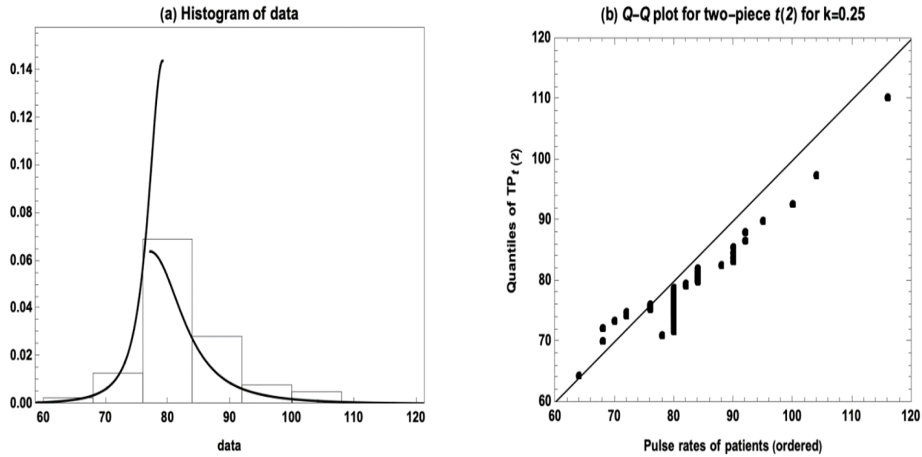 (a) Histogram of data
0.14
0.12
0.10
0.08
0.06
0.04
0.02
0.00
60 70 80 90 100 110 120
data
(b) Q–Q plot for two–piece t(2) for k=0.25
120
110
100
90
80
70
60
60 70 80 90 100 110 120
Quantiles of TP_t (2)
Pulse rates of patients (ordered)